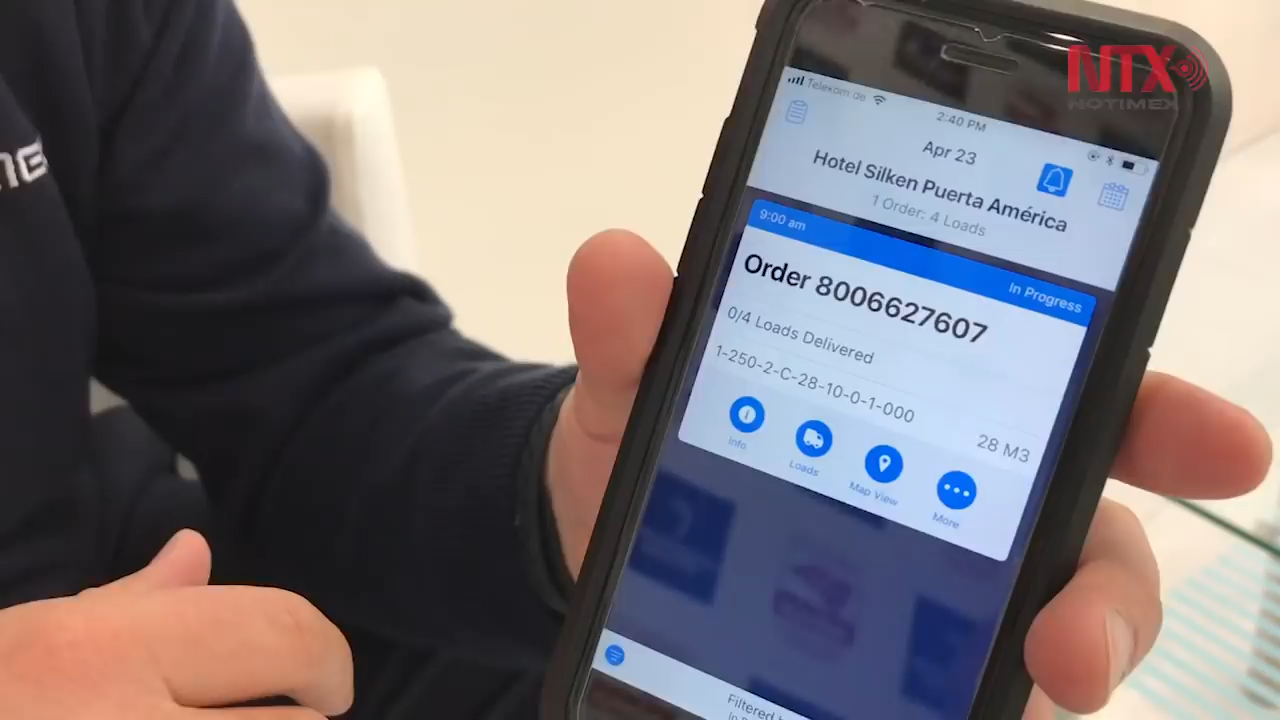 NTX
NOTIMEX
Telekom.de
2:40 PM
Apr 23
Hotel Silken Puerta América
1 Order: 4 Loads
9:00 am
In Progress
Order 8006627607
0/4 Loads Delivered
1-250-2-C-28-10-0-1-000
28 M3
Info
Loads
Map View
More
Filtered